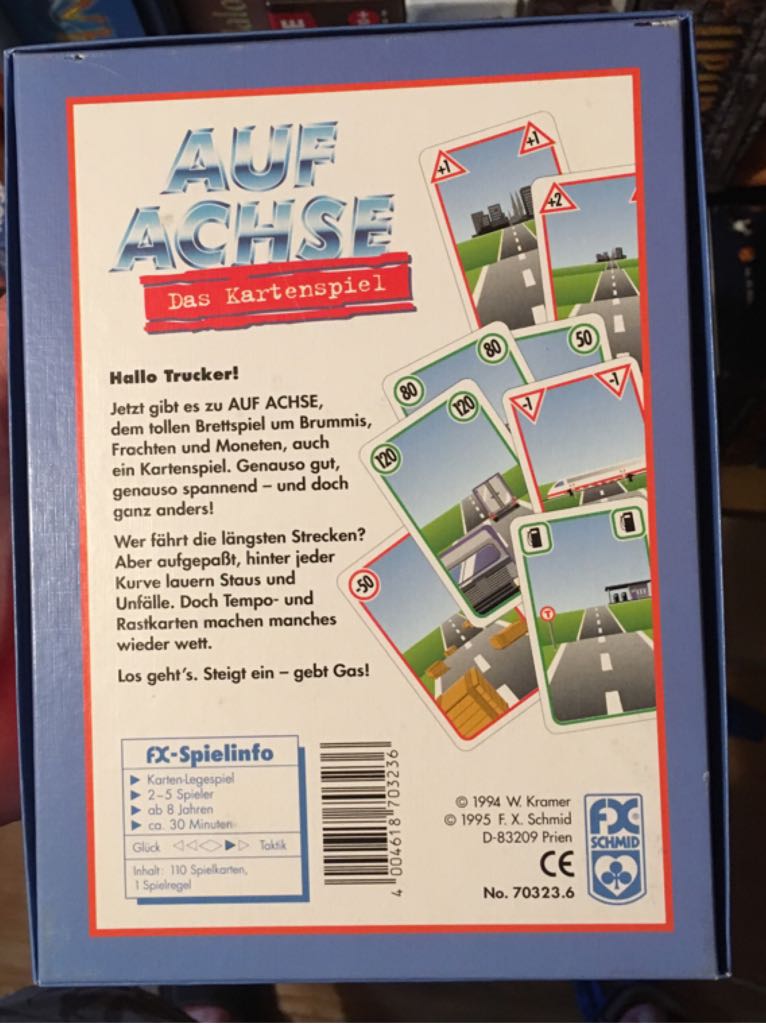 AUF
ACHSE
Das Kartenspiel
Hallo Trucker!
Jetzt gibt es zu AUF ACHSE,
dem tollen Brettspiel um Brummis,
Frachten und Moneten, auch
ein Kartenspiel. Genauso gut,
genauso spannend – und doch
ganz anders!
Wer fährt die längsten Strecken?
Aber aufgepaßt, hinter jeder
Kurve lauern Staus und
Unfälle. Doch Tempo- und
Rastkarten machen manches
wieder wett.
Los geht's. Steigt ein – gebt Gas!
+1
+1
+2
80
80
50
120
120
-1
-1
-50
T
FX-Spielinfo
Karten-Legespiel
2–5 Spieler
ab 8 Jahren
ca. 30 Minuten
Glück Taktik
Inhalt: 110 Spielkarten,
1 Spielregel
4 004618 703236
© 1994 W. Kramer
© 1995 F. X. Schmid
D-83209 Prien
CE
No. 70323.6
FX
SCHMID